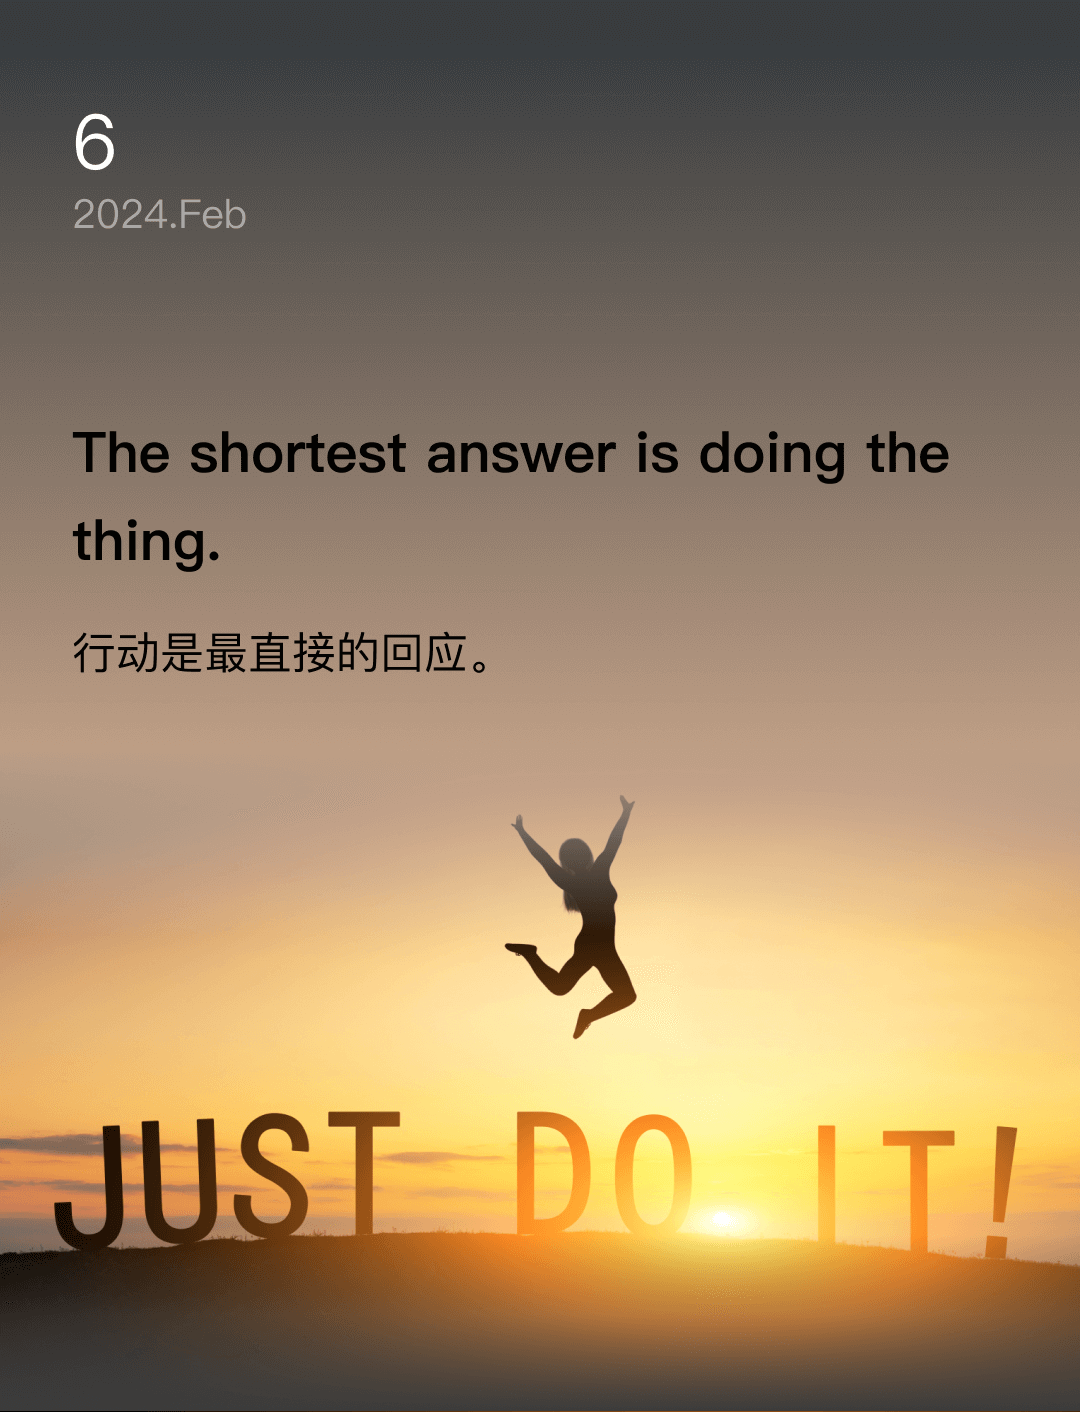 6
2024.Feb
The shortest answer is doing the
thing.
行动是最直接的回应。
JUST DO IT!